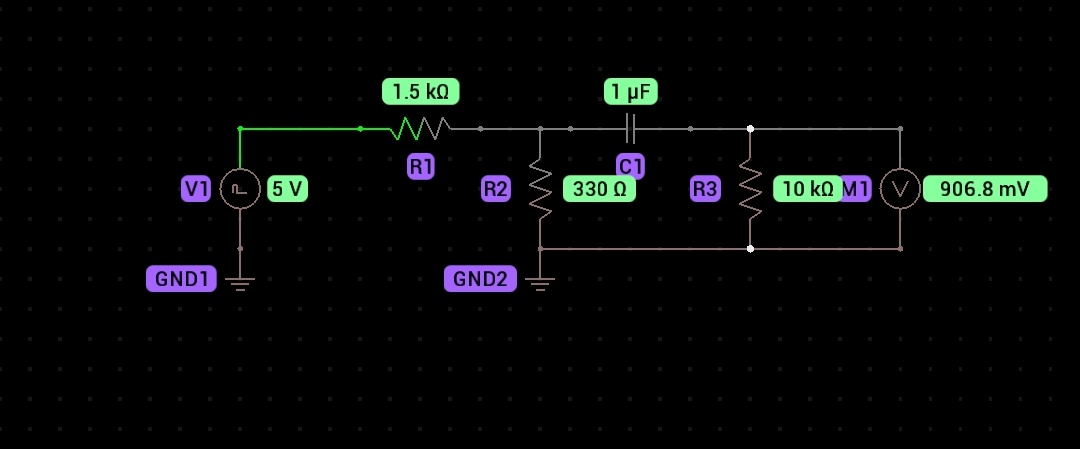 1.5 kΩ
1 µF
R1
C1
V1
5 V
R2
330 Ω
R3
10 kΩ
M1
V
906.8 mV
GND1
GND2